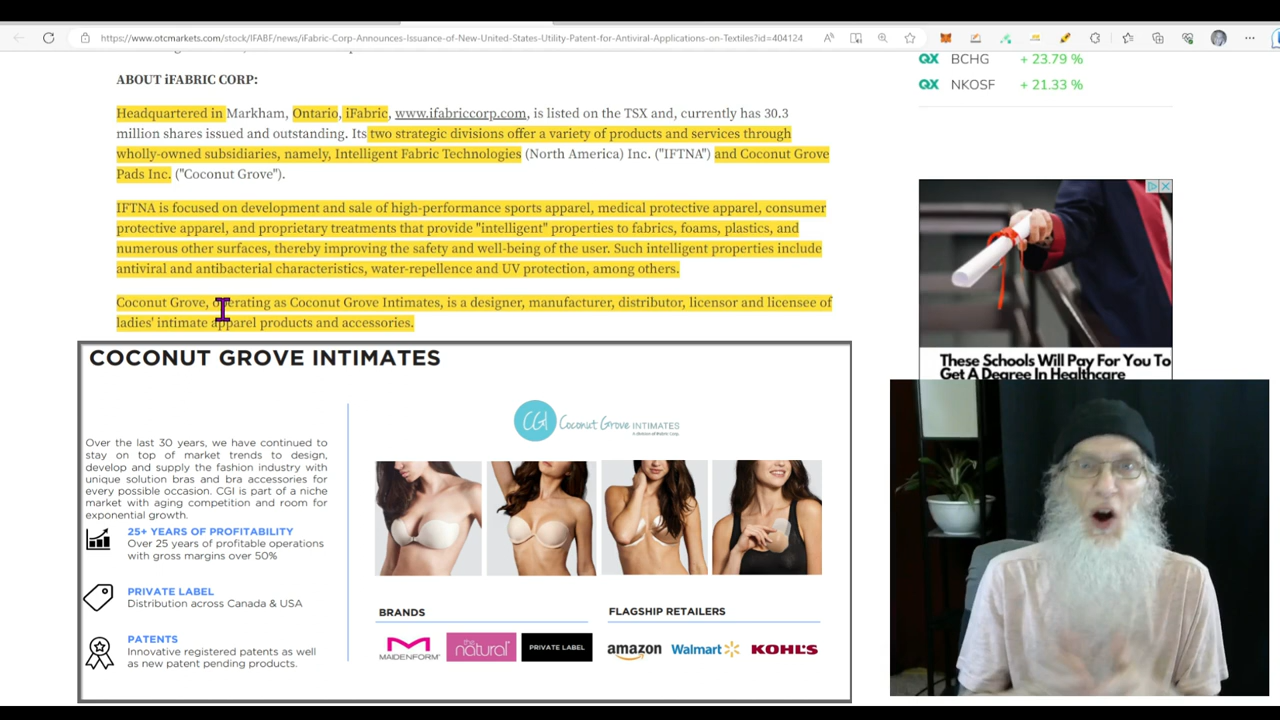 https://www.otcmarkets.com/stock/IFABF/news/iFabric-Corp-Announces-Issuance-of-New-United-States-Utility-Patent-for-Antiviral-Applications-on-Textiles?id=404124
ABOUT iFABRIC CORP:
Headquartered in Markham, Ontario, iFabric, www.ifabriccorp.com, is listed on the TSX and, currently has 30.3
million shares issued and outstanding. Its two strategic divisions offer a variety of products and services through
wholly-owned subsidiaries, namely, Intelligent Fabric Technologies (North America) Inc. ("IFTNA") and Coconut Grove
Pads Inc. ("Coconut Grove").
IFTNA is focused on development and sale of high-performance sports apparel, medical protective apparel, consumer
protective apparel, and proprietary treatments that provide "intelligent" properties to fabrics, foams, plastics, and
numerous other surfaces, thereby improving the safety and well-being of the user. Such intelligent properties include
antiviral and antibacterial characteristics, water-repellence and UV protection, among others.
Coconut Grove, operating as Coconut Grove Intimates, is a designer, manufacturer, distributor, licensor and licensee of
ladies' intimate apparel products and accessories.
COCONUT GROVE INTIMATES
Over the last 30 years, we have continued to
stay on top of market trends to design,
develop and supply the fashion industry with
unique solution bras and bra accessories for
every possible occasion. CGI is part of a niche
market with aging competition and room for
exponential growth.
25+ YEARS OF PROFITABILITY
Over 25 years of profitable operations
with gross margins over 50%
PRIVATE LABEL
Distribution across Canada & USA
PATENTS
Innovative registered patents as well
as new patent pending products.
CGI Coconut Grove INTIMATES
A division of iFabric Corp.
BRANDS
MAIDENFORM
the natural
PRIVATE LABEL
FLAGSHIP RETAILERS
amazon
Walmart
KOHL'S
QX BCHG + 23.79 %
QX NKOSF + 21.33 %
These Schools Will Pay For You To
Get A Degree In Healthcare